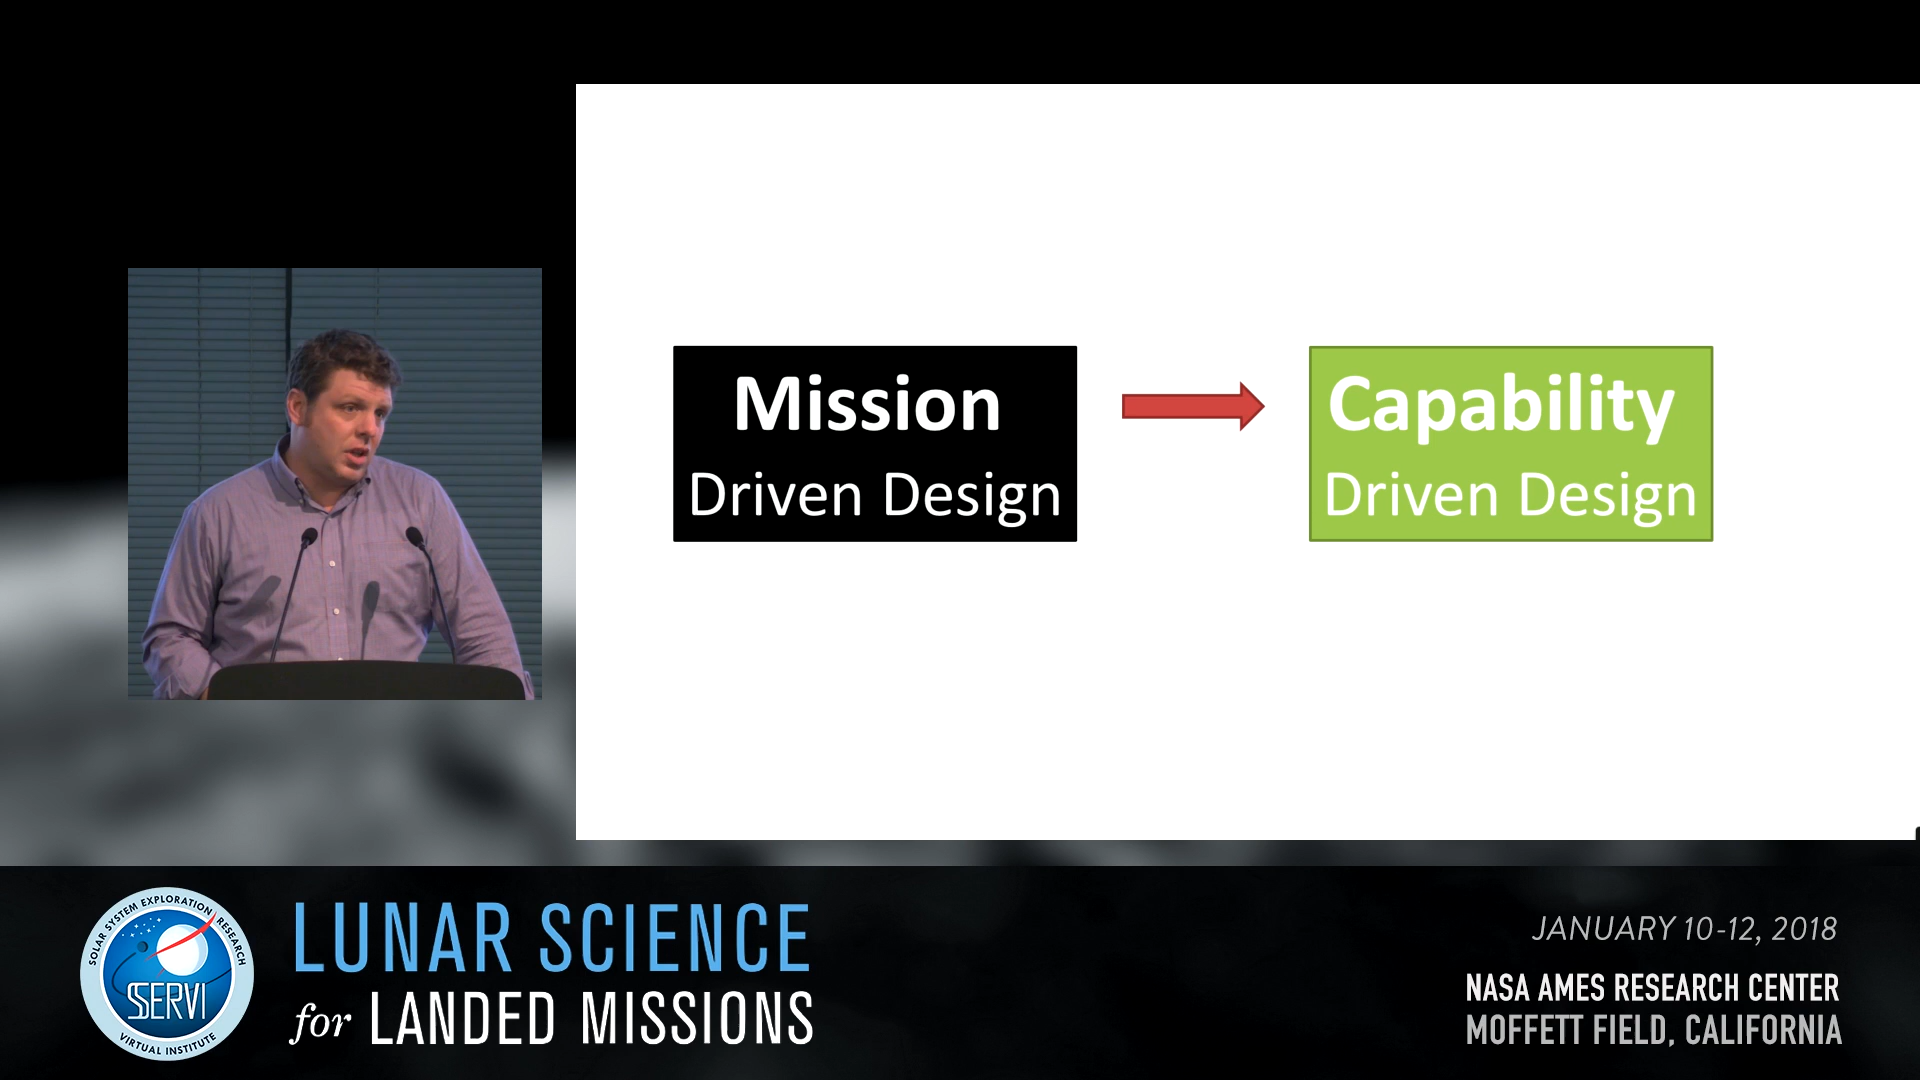 Mission
Driven Design
Capability
Driven Design
SOLAR SYSTEM EXPLORATION RESEARCH
SSERVI
VIRTUAL INSTITUTE
LUNAR SCIENCE
for LANDED MISSIONS
JANUARY 10-12, 2018
NASA AMES RESEARCH CENTER
MOFFETT FIELD, CALIFORNIA